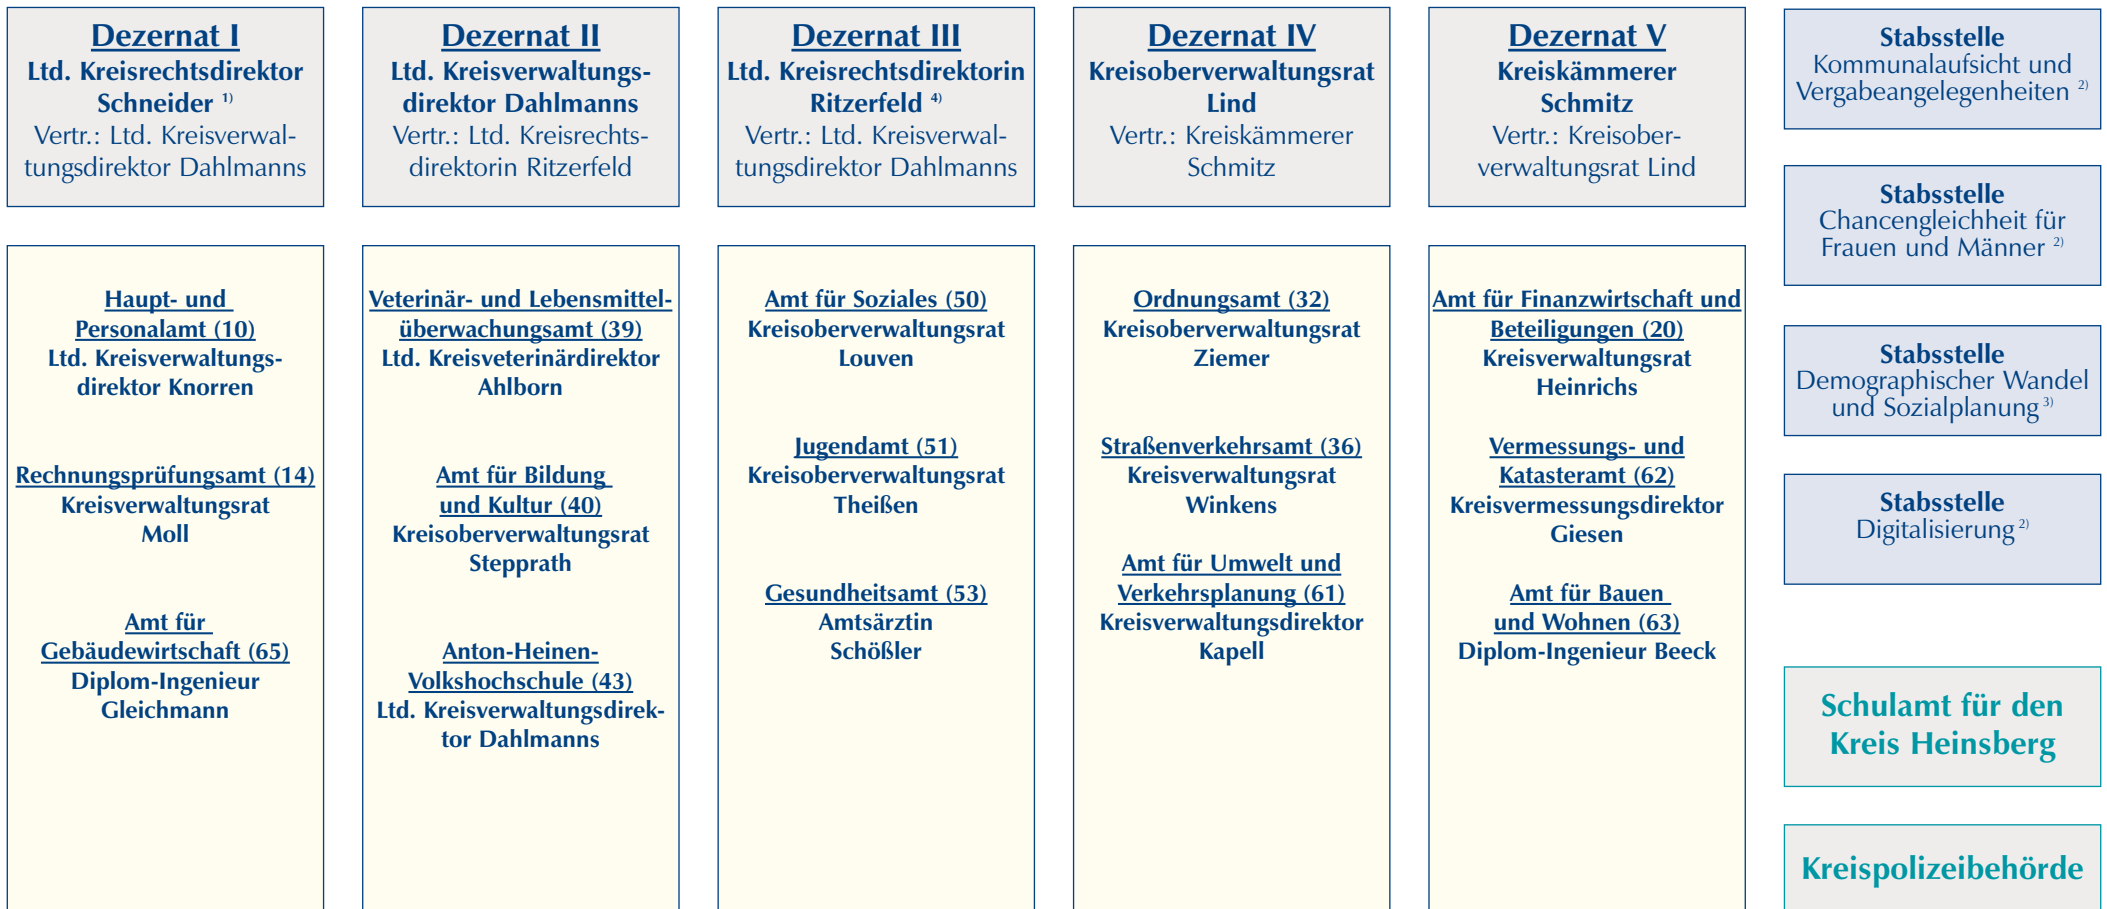 Dezernat I
Ltd. Kreisrechtsdirektor
Schneider 1)
Vertr.: Ltd. Kreisverwal-
tungsdirektor Dahlmanns
Haupt- und
Personalamt (10)
Ltd. Kreisverwaltungs-
direktor Knorren
Rechnungsprüfungsamt (14)
Kreisverwaltungsrat
Moll
Amt für
Gebäudewirtschaft (65)
Diplom-Ingenieur
Gleichmann
Dezernat II
Ltd. Kreisverwaltungs-
direktor Dahlmanns
Vertr.: Ltd. Kreisrechts-
direktorin Ritzerfeld
Veterinär- und Lebensmittel-
überwachungsamt (39)
Ltd. Kreisveterinärdirektor
Ahlborn
Amt für Bildung
und Kultur (40)
Kreisoberverwaltungsrat
Stepprath
Anton-Heinen-
Volkshochschule (43)
Ltd. Kreisverwaltungsdirek-
tor Dahlmanns
Dezernat III
Ltd. Kreisrechtsdirektorin
Ritzerfeld 4)
Vertr.: Ltd. Kreisverwal-
tungsdirektor Dahlmanns
Amt für Soziales (50)
Kreisoberverwaltungsrat
Louven
Jugendamt (51)
Kreisoberverwaltungsrat
Theißen
Gesundheitsamt (53)
Amtsärztin
Schößler
Dezernat IV
Kreisoberverwaltungsrat
Lind
Vertr.: Kreiskämmerer
Schmitz
Ordnungsamt (32)
Kreisoberverwaltungsrat
Ziemer
Straßenverkehrsamt (36)
Kreisverwaltungsrat
Winkens
Amt für Umwelt und
Verkehrsplanung (61)
Kreisverwaltungsdirektor
Kapell
Dezernat V
Kreiskämmerer
Schmitz
Vertr.: Kreisober-
verwaltungsrat Lind
Amt für Finanzwirtschaft und
Beteiligungen (20)
Kreisverwaltungsrat
Heinrichs
Vermessungs- und
Katasteramt (62)
Kreisvermessungsdirektor
Giesen
Amt für Bauen
und Wohnen (63)
Diplom-Ingenieur Beeck
Stabsstelle
Kommunalaufsicht und
Vergabeangelegenheiten 2)
Stabsstelle
Chancengleichheit für
Frauen und Männer 2)
Stabsstelle
Demographischer Wandel
und Sozialplanung 3)
Stabsstelle
Digitalisierung 2)
Schulamt für den
Kreis Heinsberg
Kreispolizeibehörde